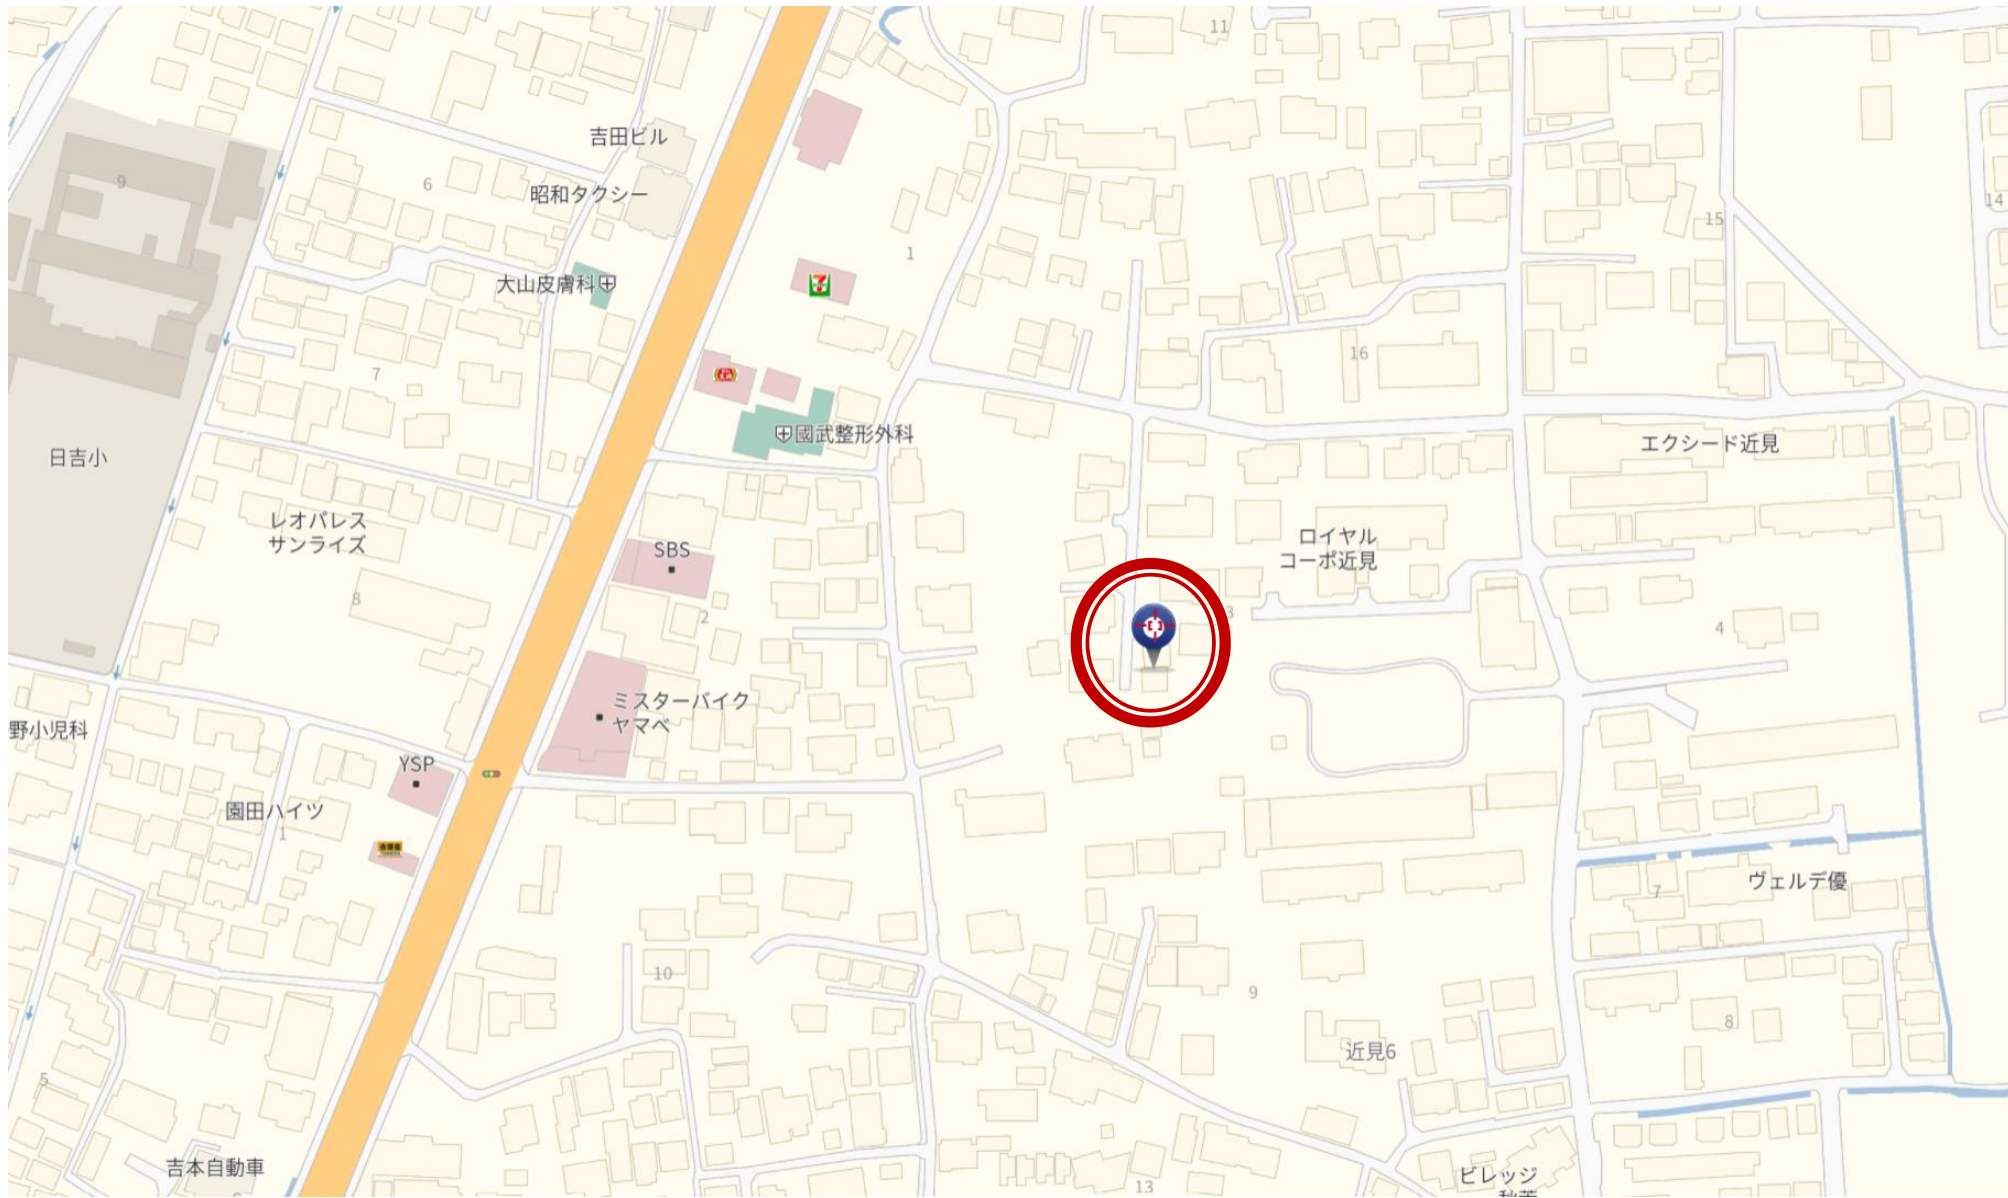 11
吉田ビル
9
6
昭和タクシー
14
15
1
大山皮膚科
7
16
7
國武整形外科
エクシード近見
日吉小
レオパレス
サンライズ
SBS
ロイヤル
コーポ近見
8
2
3
4
ミスターバイク
ヤマベ
野小児科
YSP
園田ハイツ
1
吉野家
ヴェルデ優
7
10
9
8
近見6
5
吉本自動車
13
ビレッジ